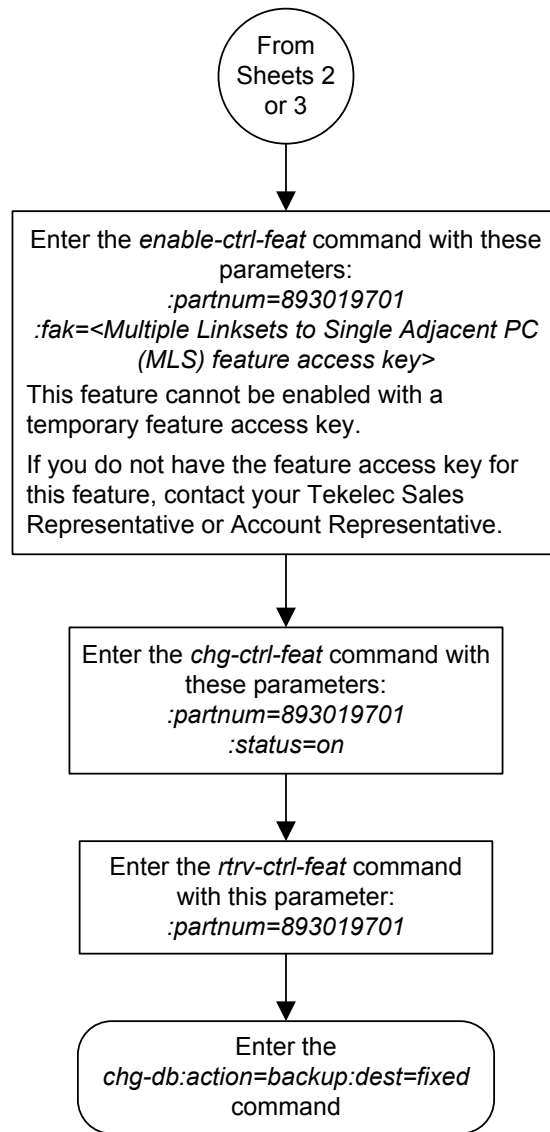 From
Sheets 2
or 3
Enter the enable-ctrl-feat command with these
parameters:
:partnum=893019701
:fak=<Multiple Linksets to Single Adjacent PC
(MLS) feature access key>
This feature cannot be enabled with a
temporary feature access key.
If you do not have the feature access key for
this feature, contact your Tekelec Sales
Representative or Account Representative.
Enter the chg-ctrl-feat command with
these parameters:
:partnum=893019701
:status=on
Enter the rtrv-ctrl-feat command
with this parameter:
:partnum=893019701
Enter the
chg-db:action=backup:dest=fixed
command